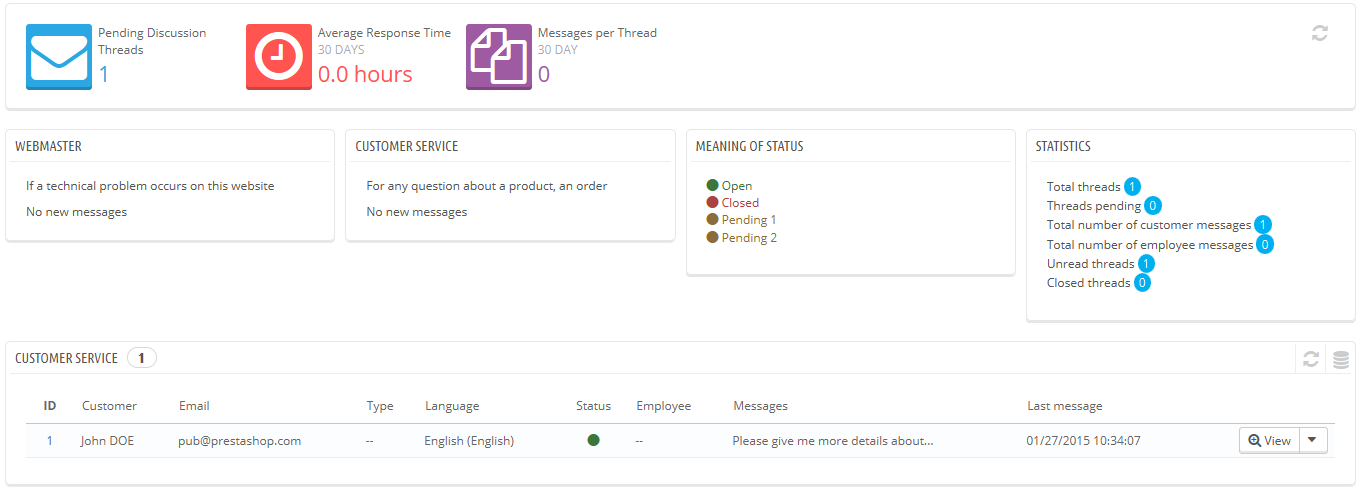 Pending Discussion
Threads
1
Average Response Time
30 DAYS
0.0 hours
Messages per Thread
30 DAY
0
WEBMASTER
If a technical problem occurs on this website
No new messages
CUSTOMER SERVICE
For any question about a product, an order
No new messages
MEANING OF STATUS
Open
Closed
Pending 1
Pending 2
STATISTICS
Total threads 1
Threads pending 0
Total number of customer messages 1
Total number of employee messages 0
Unread threads 1
Closed threads 0
CUSTOMER SERVICE 1
ID Customer Email Type Language Status Employee Messages Last message
1 John DOE pub@prestashop.com -- English (English) -- Please give me more details about... 01/27/2015 10:34:07 View